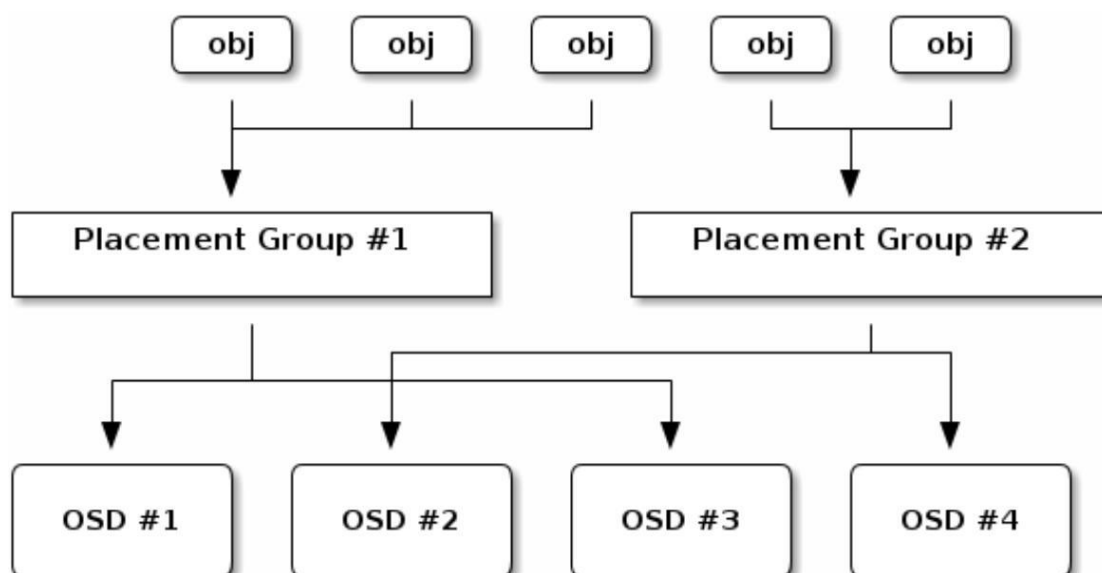 obj obj obj obj obj
Placement Group #1 Placement Group #2
OSD #1 OSD #2 OSD #3 OSD #4